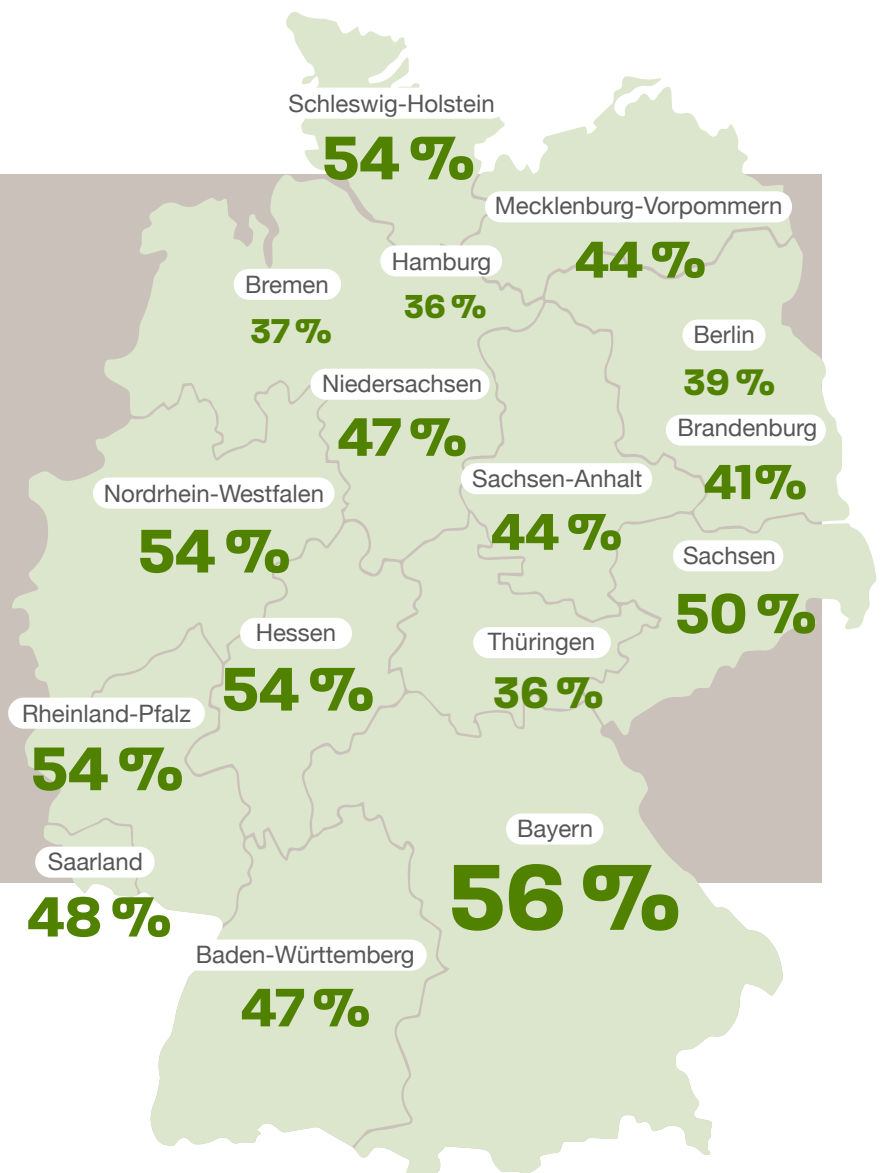 Schleswig-Holstein
54 %
Mecklenburg-Vorpommern
44 %
Hamburg
36 %
Bremen
37 %
Berlin
39 %
Niedersachsen
47 %
Brandenburg
41%
Sachsen-Anhalt
44 %
Nordrhein-Westfalen
54 %
Sachsen
50 %
Hessen
54 %
Thüringen
36 %
Rheinland-Pfalz
54 %
Bayern
56 %
Saarland
48 %
Baden-Württemberg
47 %